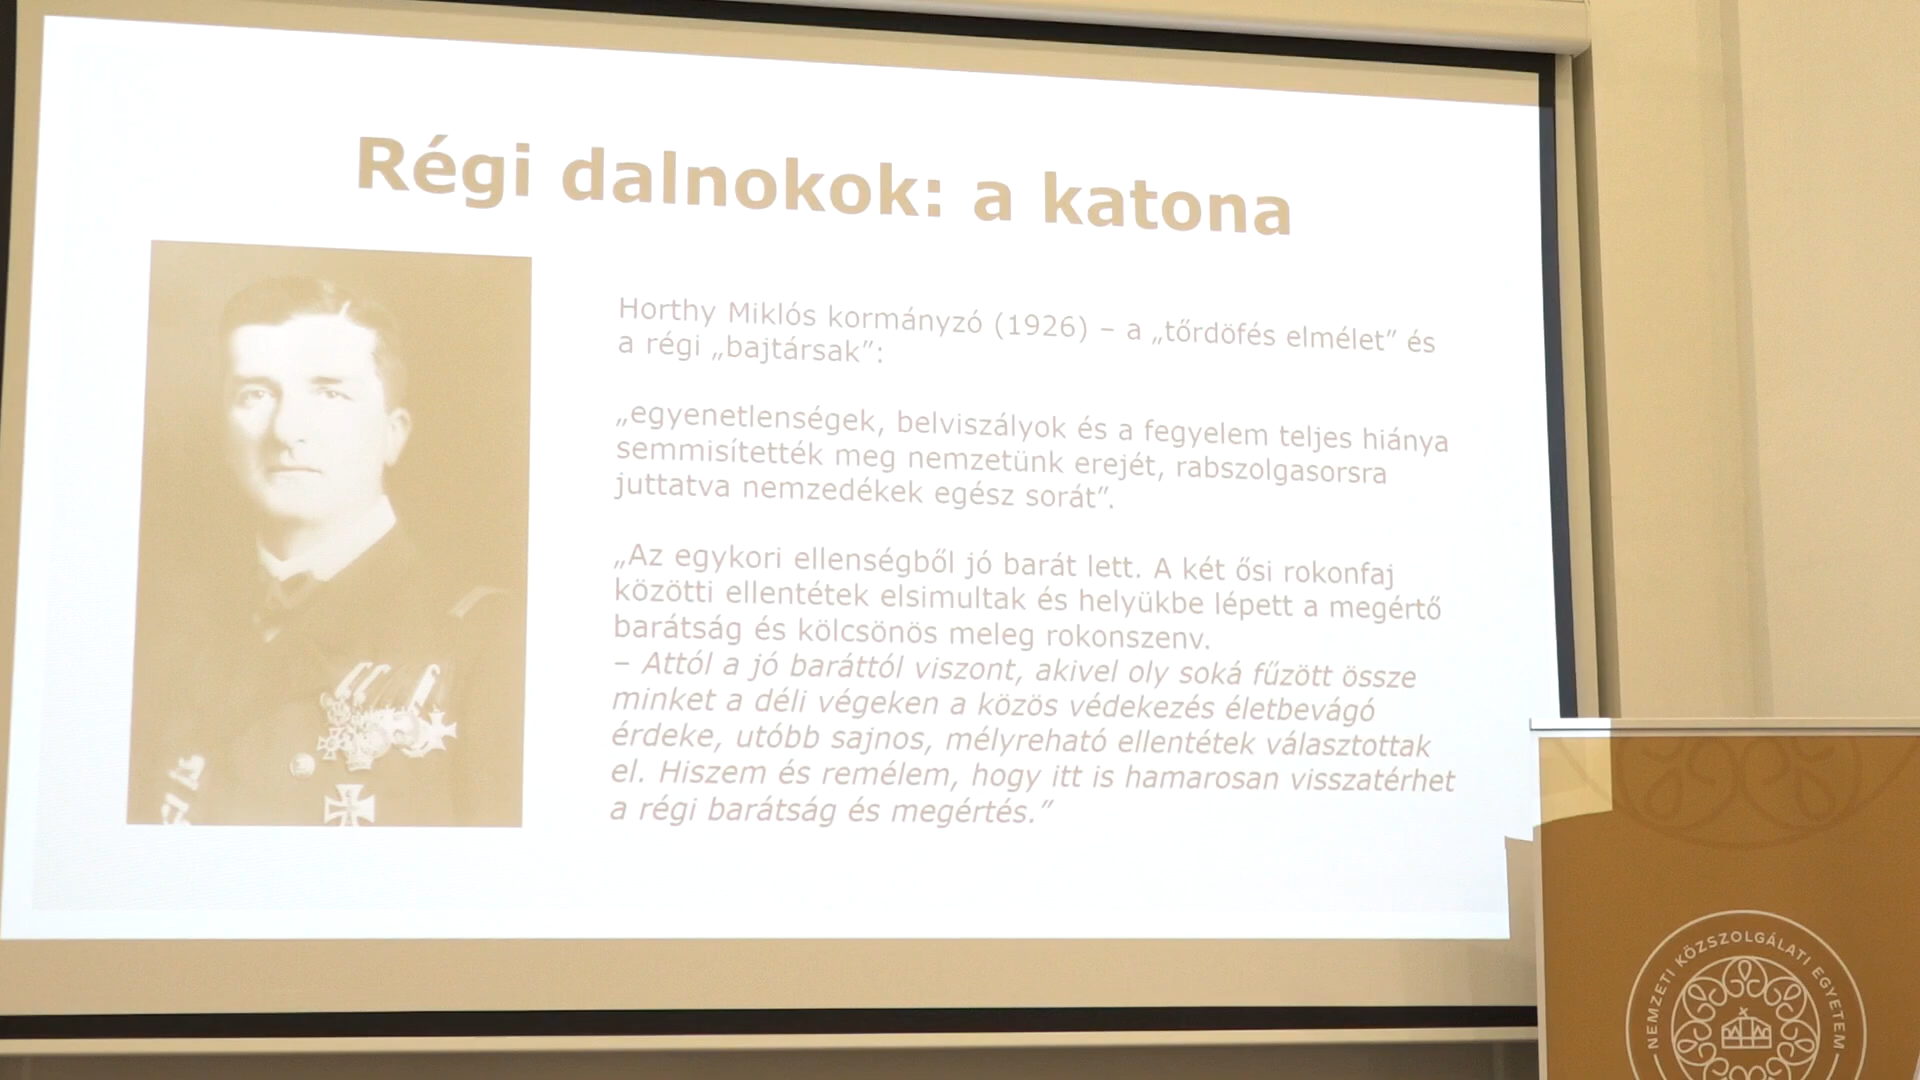 Régi dalnokok: a katona
Horthy Miklós kormányzó (1926) – a „tőrdöfés elmélet” és
a régi „bajtársak”:
„egyenetlenségek, belviszályok és a fegyelem teljes hiánya
semmisítették meg nemzetünk erejét, rabszolgasorsra
juttatva nemzedékek egész sorát”.
„Az egykori ellenségből jó barát lett. A két ősi rokonfaj
közötti ellentétek elsimultak és helyükbe lépett a megértő
barátság és kölcsönös meleg rokonszenv.
– Attól a jó baráttól viszont, akivel oly soká fűzött össze
minket a déli végeken a közös védekezés életbevágó
érdeke, utóbb sajnos, mélyreható ellentétek választottak
el. Hiszem és remélem, hogy itt is hamarosan visszatérhet
a régi barátság és megértés.”
NEMZETI KÖZSZOLGÁLATI EGYETEM